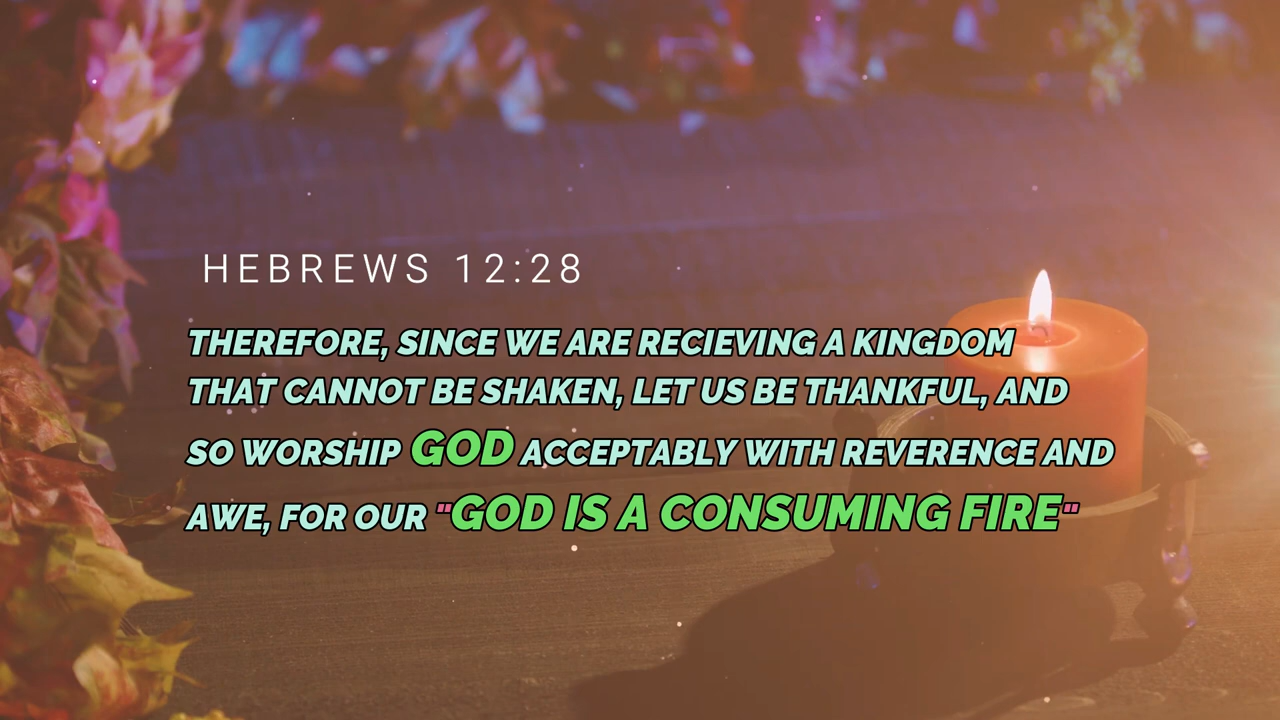 HEBREWS 12:28
THEREFORE, SINCE WE ARE RECIEVING A KINGDOM
THAT CANNOT BE SHAKEN, LET US BE THANKFUL, AND
SO WORSHIP GOD ACCEPTABLY WITH REVERENCE AND
AWE, FOR OUR "GOD IS A CONSUMING FIRE"